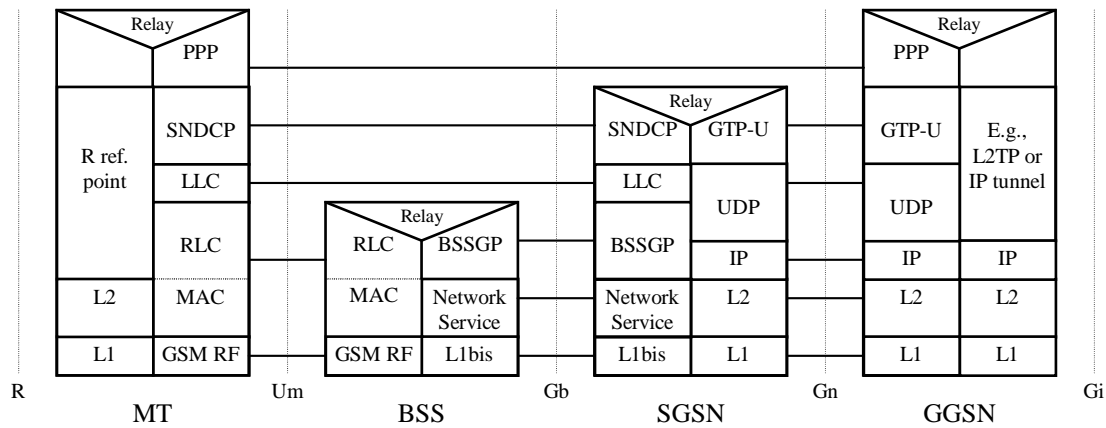 Relay
PPP
R ref.
point
SNDCP
LLC
RLC
L2
MAC
L1
GSM RF
Relay
RLC
BSSGP
MAC
Network
Service
GSM RF
L1bis
Relay
SNDCP
GTP-U
LLC
UDP
BSSGP
IP
Network
Service
L2
L1bis
L1
Relay
PPP
GTP-U
E.g.,
L2TP or
IP tunnel
UDP
IP
IP
L2
L2
L1
L1
R
Um
Gb
Gn
Gi
MT
BSS
SGSN
GGSN